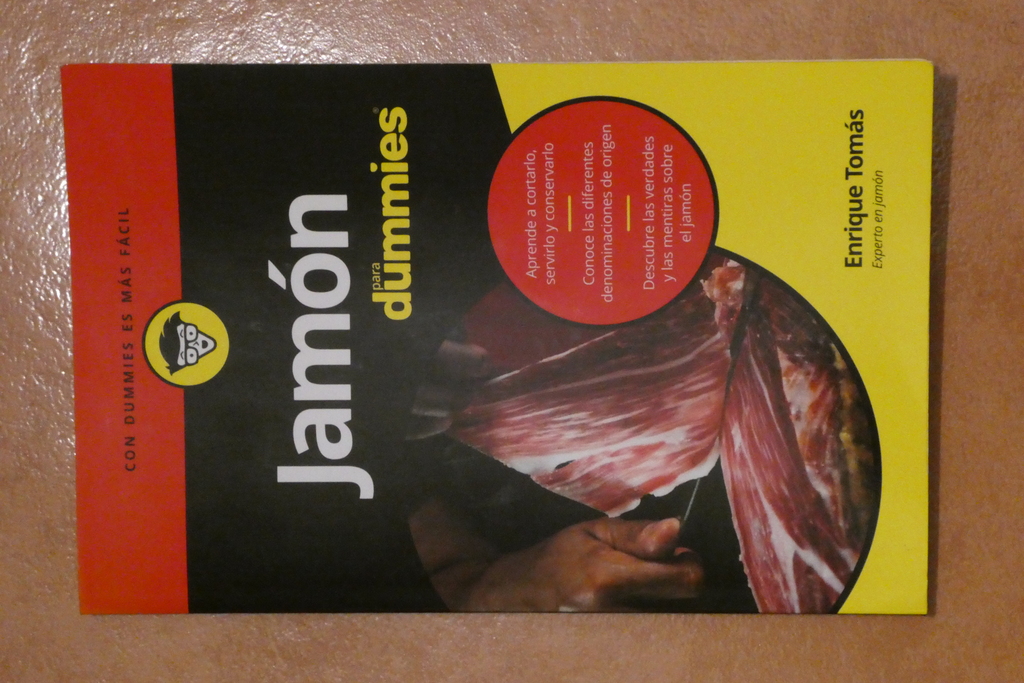 CON DUMMIES ES MÁS FÁCIL
Jamón
para
dummies®
Aprende a cortarlo,
servirlo y conservarlo
Conoce las diferentes
denominaciones de origen
Descubre las verdades
y las mentiras sobre
el jamón
Enrique Tomás
Experto en jamón